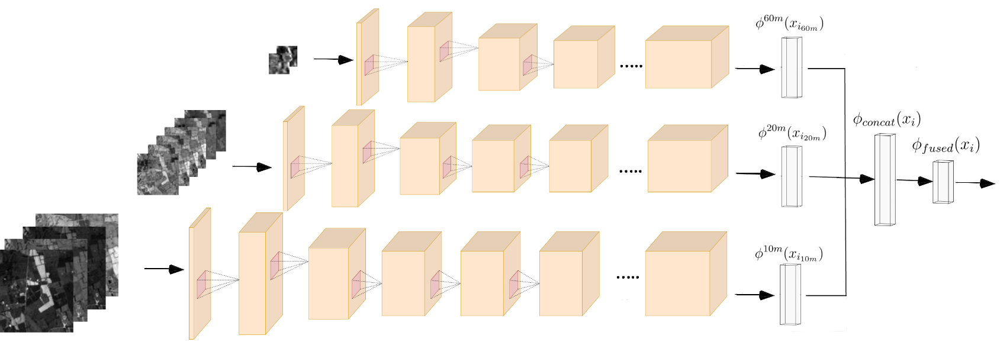 ϕ^{60m}(x_{i_{60m}})
ϕ_{concat}(x_i)
ϕ^{20m}(x_{i_{20m}})
ϕ_{fused}(x_i)
ϕ^{10m}(x_{i_{10m}})